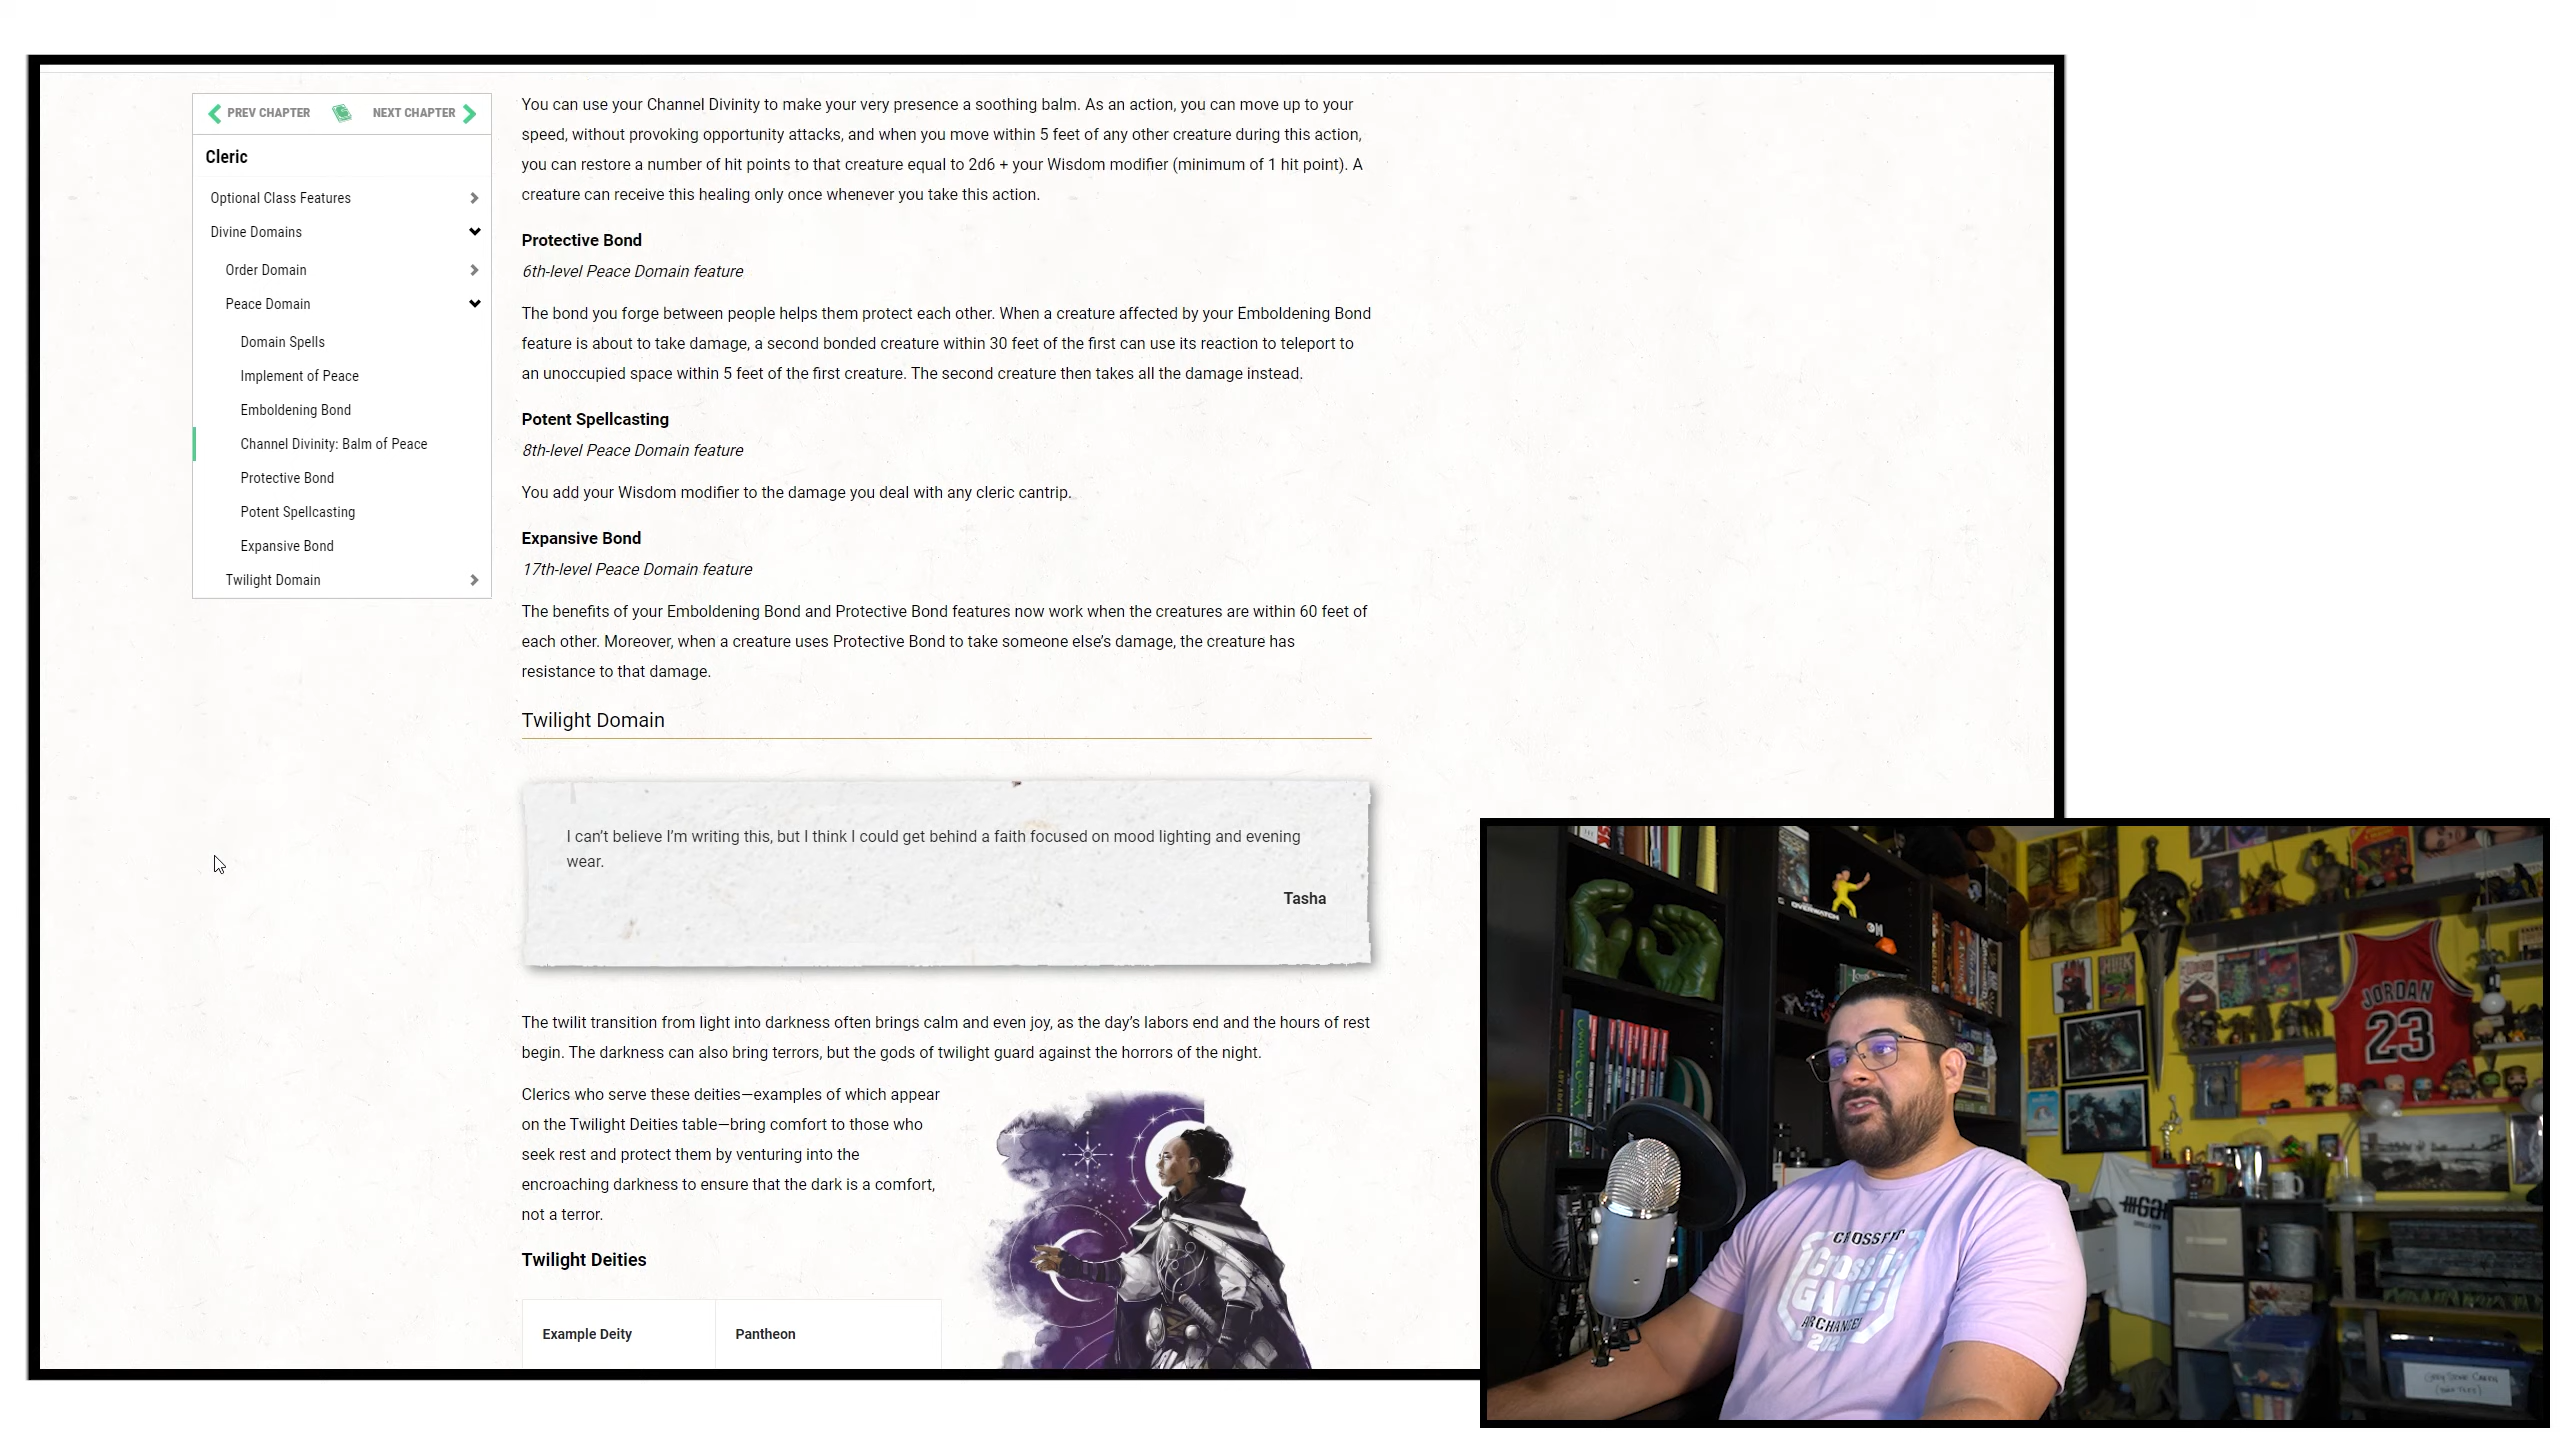 PREV CHAPTER
NEXT CHAPTER
Cleric
Optional Class Features
Divine Domains
Order Domain
Peace Domain
Domain Spells
Implement of Peace
Emboldening Bond
Channel Divinity: Balm of Peace
Protective Bond
Potent Spellcasting
Expansive Bond
Twilight Domain
You can use your Channel Divinity to make your very presence a soothing balm. As an action, you can move up to your
speed, without provoking opportunity attacks, and when you move within 5 feet of any other creature during this action,
you can restore a number of hit points to that creature equal to 2d6 + your Wisdom modifier (minimum of 1 hit point). A
creature can receive this healing only once whenever you take this action.
Protective Bond
6th-level Peace Domain feature
The bond you forge between people helps them protect each other. When a creature affected by your Emboldening Bond
feature is about to take damage, a second bonded creature within 30 feet of the first can use its reaction to teleport to
an unoccupied space within 5 feet of the first creature. The second creature then takes all the damage instead.
Potent Spellcasting
8th-level Peace Domain feature
You add your Wisdom modifier to the damage you deal with any cleric cantrip.
Expansive Bond
17th-level Peace Domain feature
The benefits of your Emboldening Bond and Protective Bond features now work when the creatures are within 60 feet of
each other. Moreover, when a creature uses Protective Bond to take someone else's damage, the creature has
resistance to that damage.
Twilight Domain
I can't believe I'm writing this, but I think I could get behind a faith focused on mood lighting and evening
wear.
Tasha
The twilit transition from light into darkness often brings calm and even joy, as the day's labors end and the hours of rest
begin. The darkness can also bring terrors, but the gods of twilight guard against the horrors of the night.
Clerics who serve these deities—examples of which appear
on the Twilight Deities table—bring comfort to those who
seek rest and protect them by venturing into the
encroaching darkness to ensure that the dark is a comfort,
not a terror.
Twilight Deities
Example Deity
Pantheon
OVERWATCH
JORDAN
23
CROSSFIT
CrossFit
GAMES
ARCHANGEL